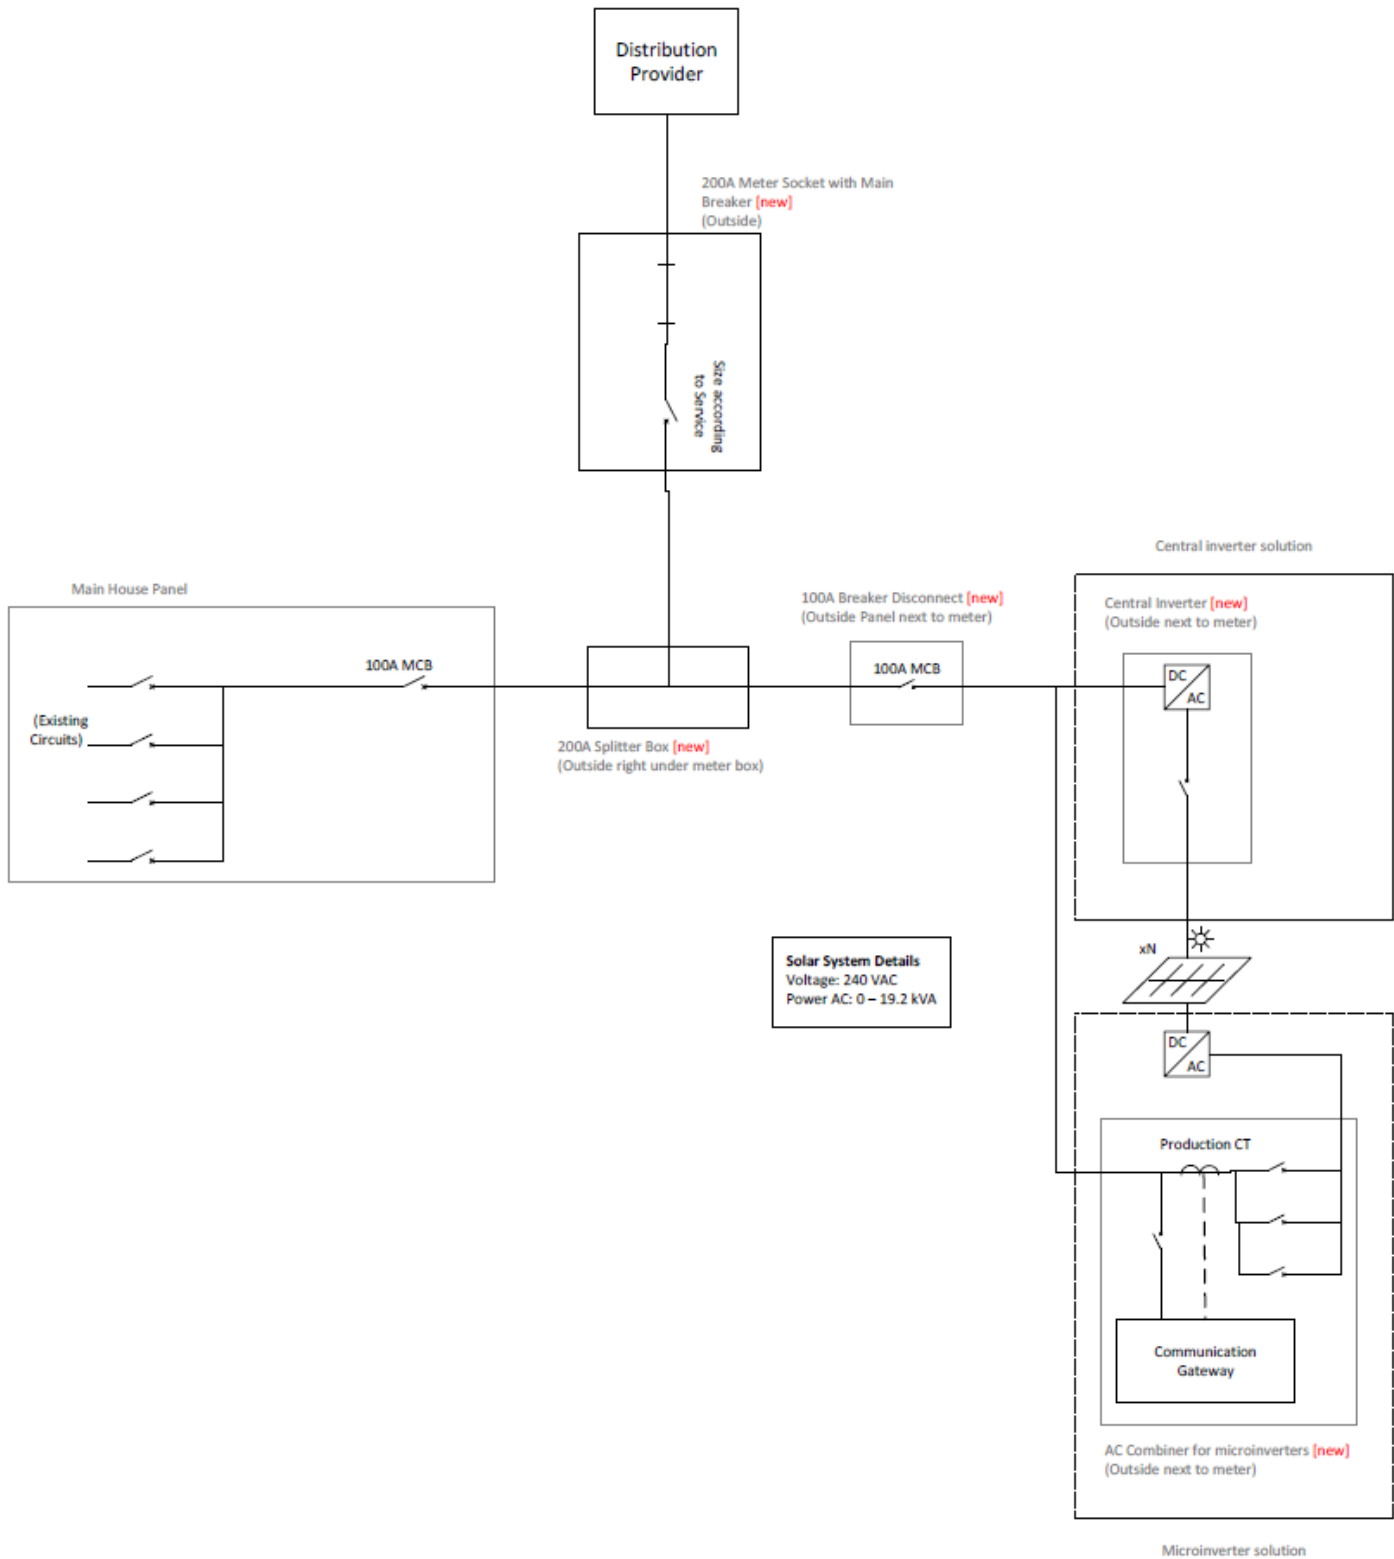 Distribution
Provider
200A Meter Socket with Main
Breaker [new]
(Outside)
Size according
to Service
Central inverter solution
Main House Panel
100A Breaker Disconnect [new]
(Outside Panel next to meter)
Central Inverter [new]
(Outside next to meter)
100A MCB
100A MCB
DC
AC
(Existing
Circuits)
200A Splitter Box [new]
(Outside right under meter box)
xN
Solar System Details
Voltage: 240 VAC
Power AC: 0 – 19.2 kVA
DC
AC
Production CT
Communication
Gateway
AC Combiner for microinverters [new]
(Outside next to meter)
Microinverter solution